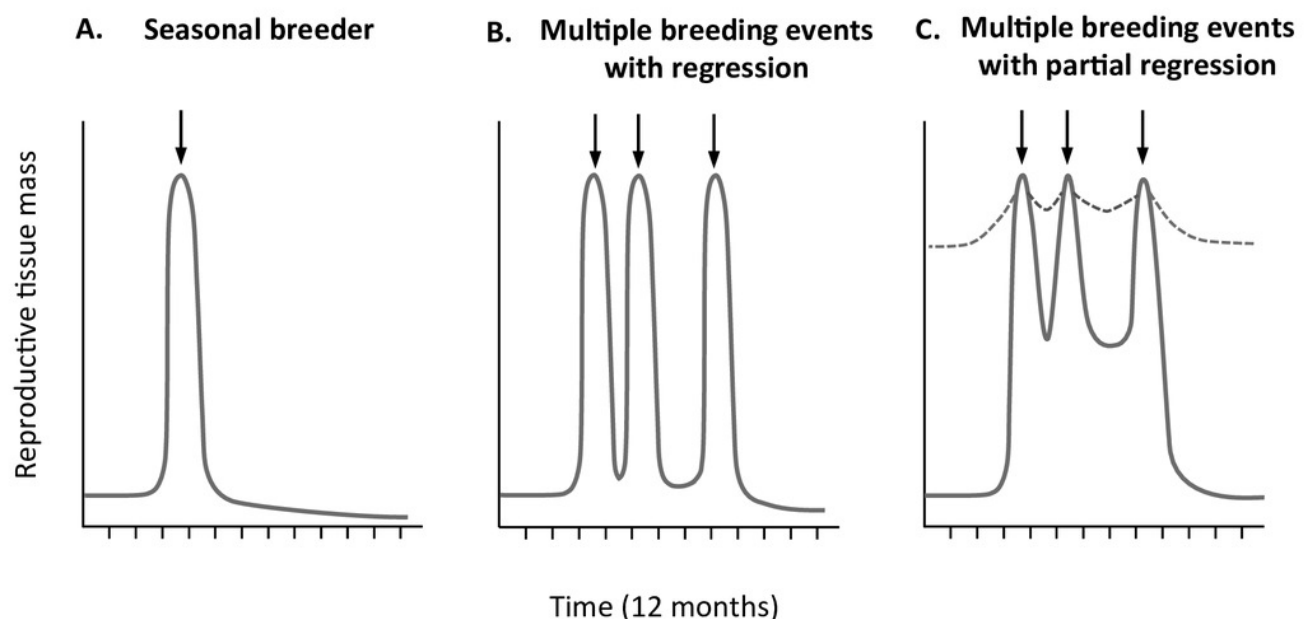 A. Seasonal breeder
B. Multiple breeding events
with regression
C. Multiple breeding events
with partial regression
Reproductive tissue mass
Time (12 months)